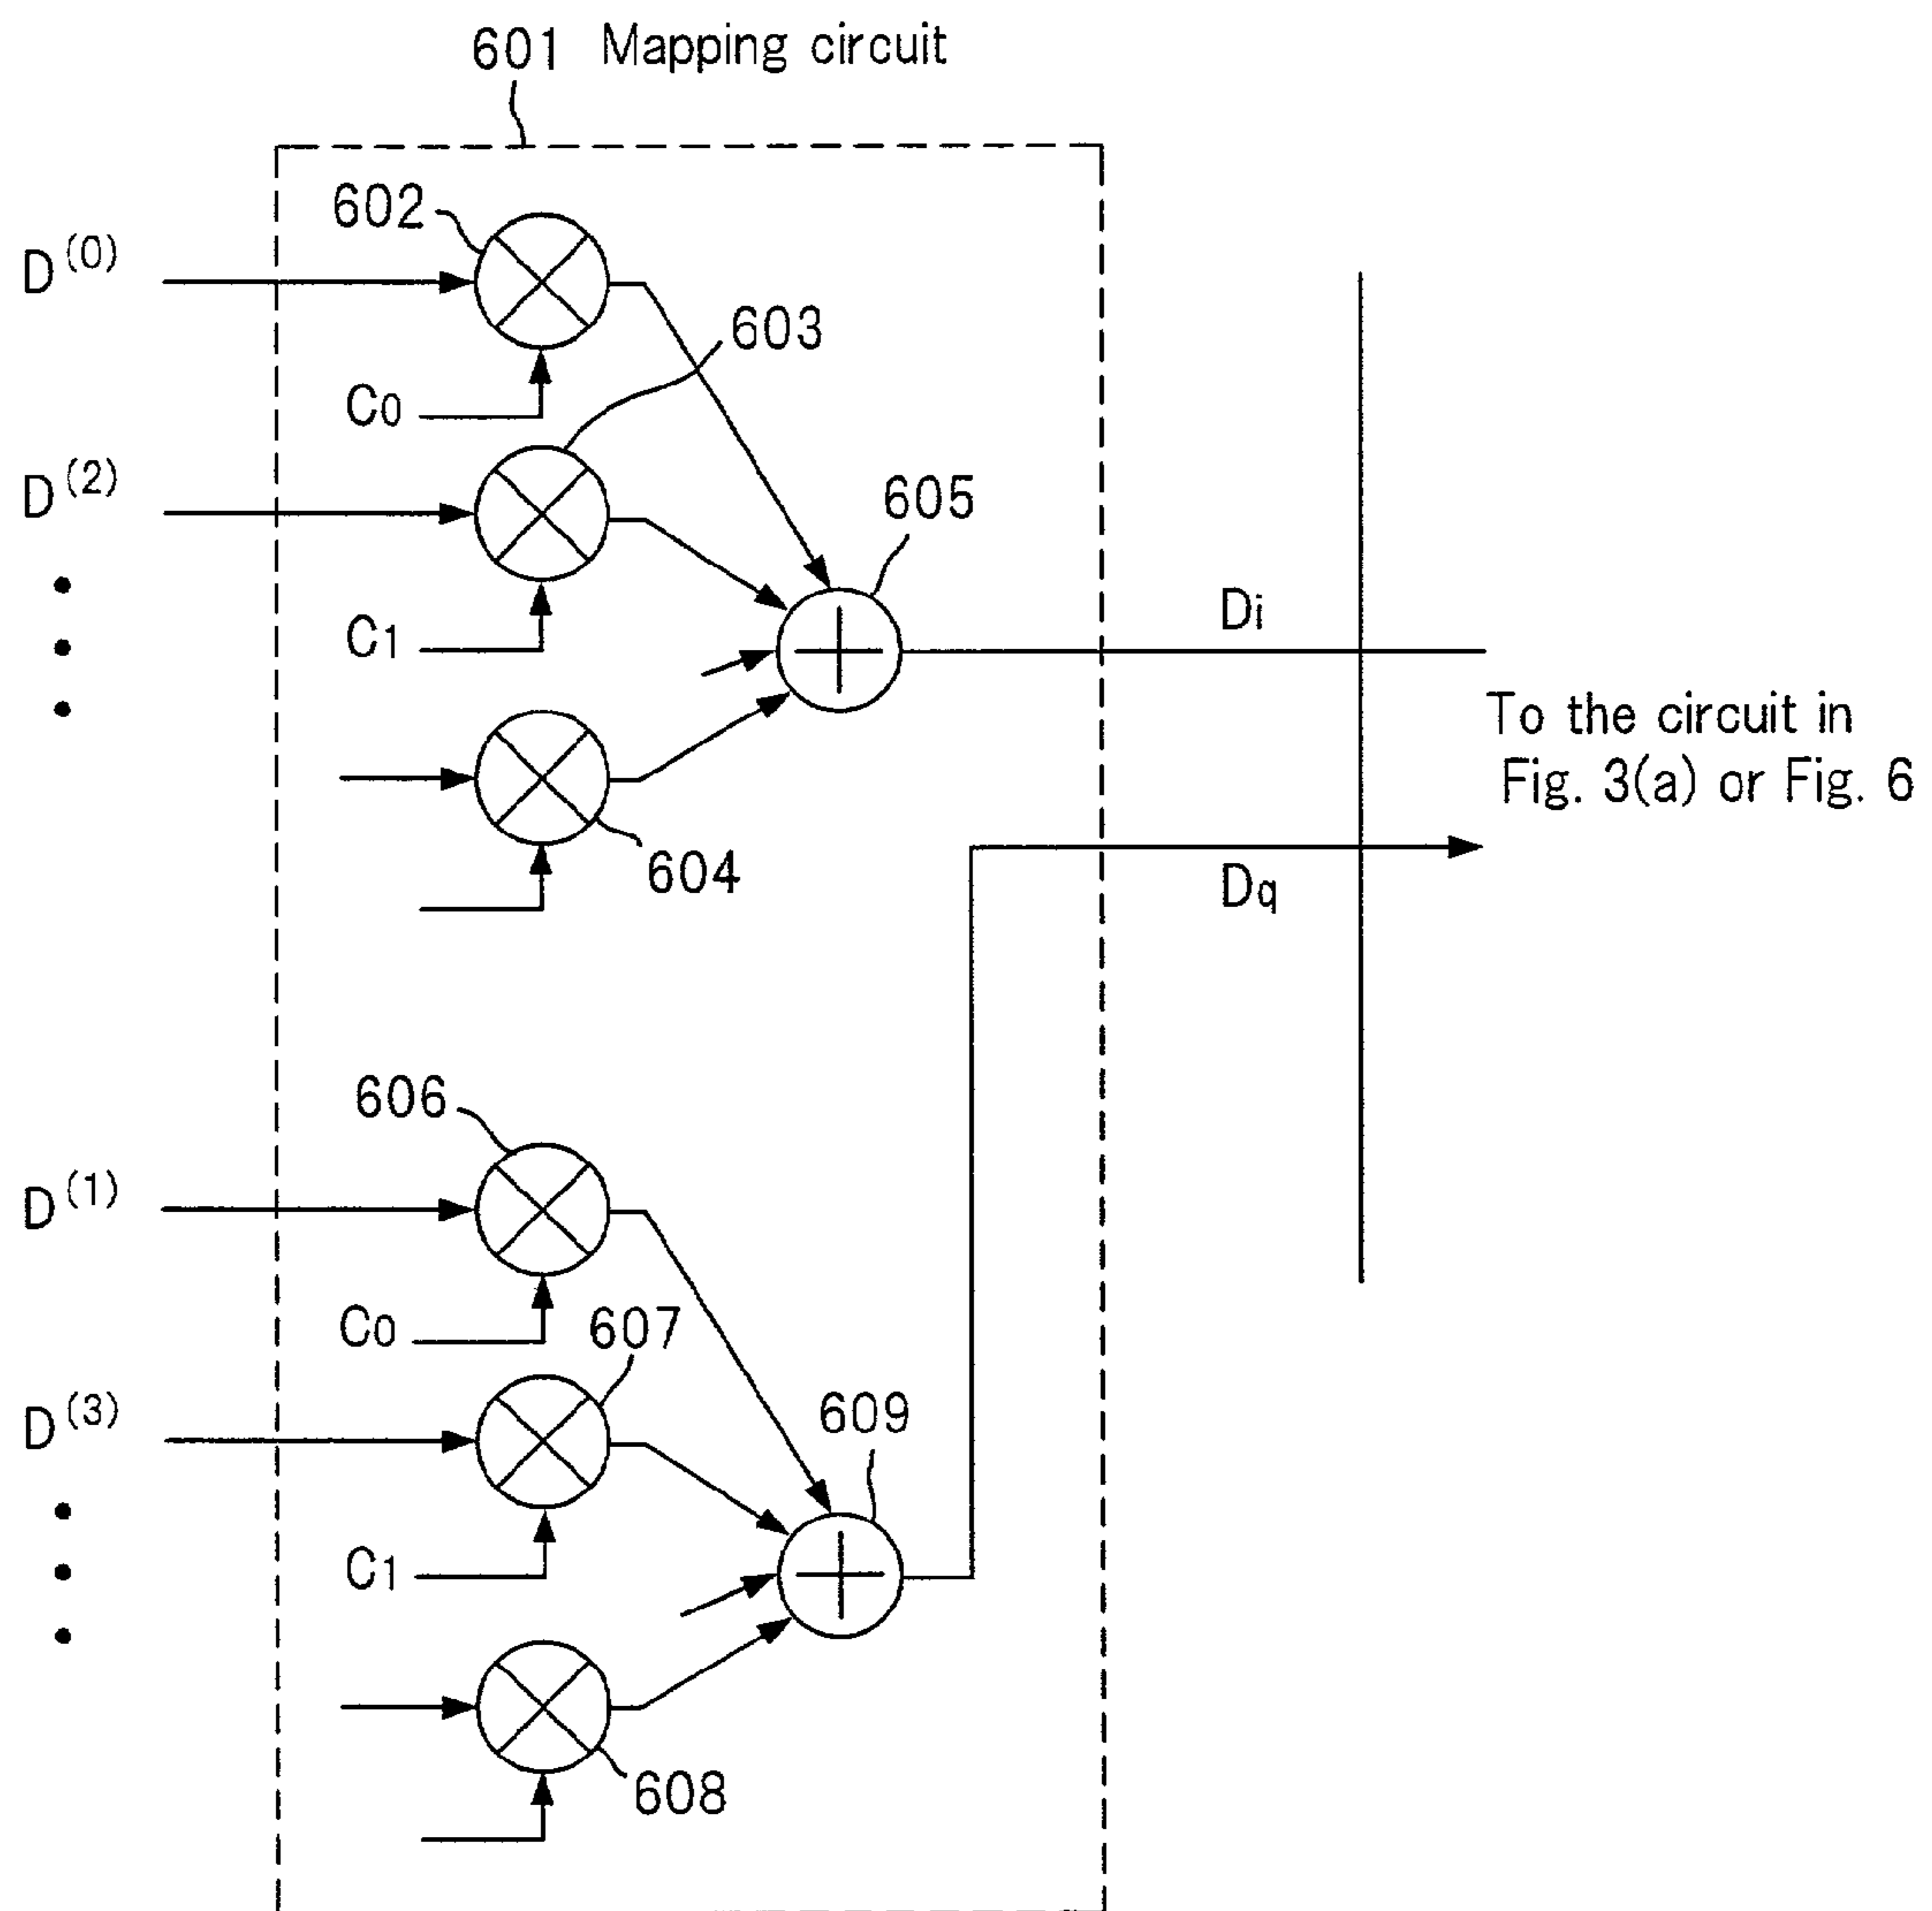 601 Mapping circuit
602
D(0)
603
C0
D(2)
605
C1
Di
To the circuit in
Fig. 3(a) or Fig. 6
604
Dq
606
D(1)
C0
607
D(3)
609
C1
608